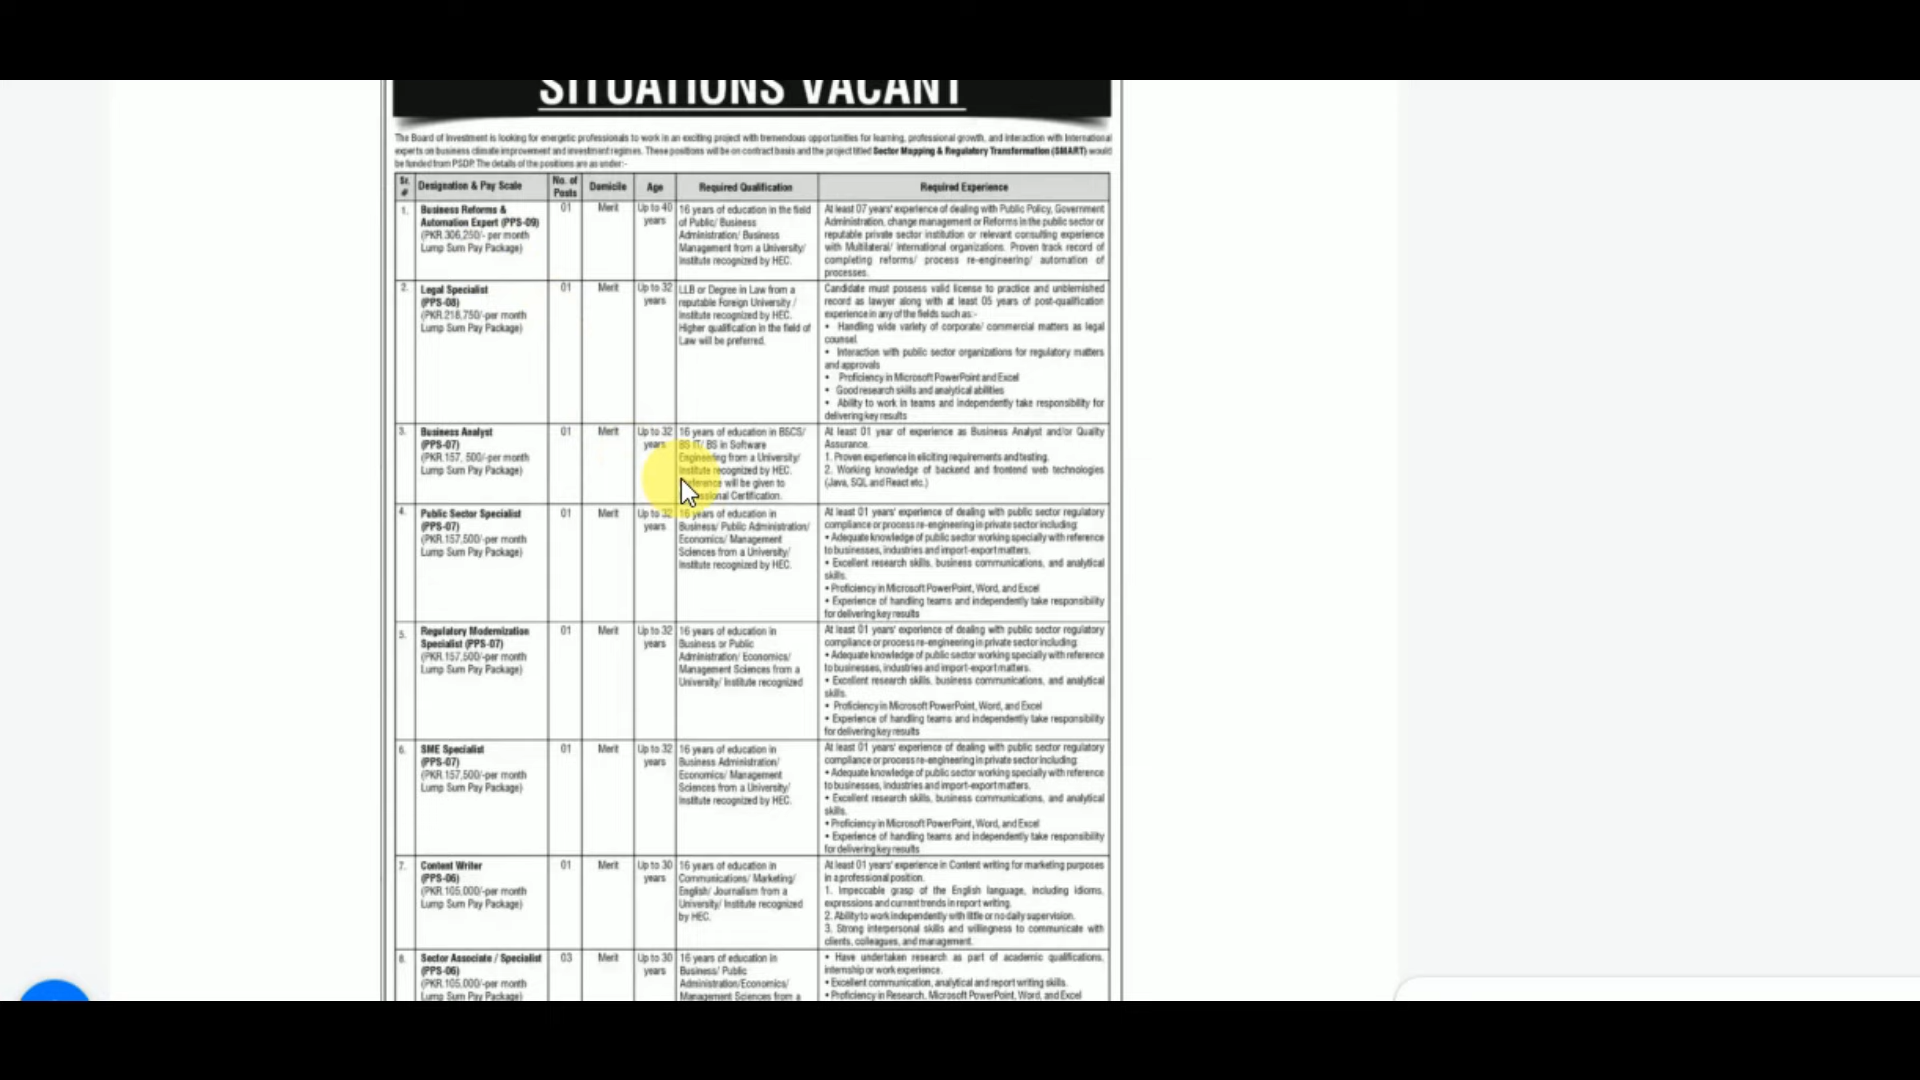 SITUATIONS VACANT
The Board of Investment is looking for energetic professionals to work in an exciting project with tremendous opportunities for learning, professional growth, and interaction with International
experts on business climate improvement and investment regimes. These positions will be on contract basis and the project titled Sector Mapping & Regulatory Transformation (SMART) would
be funded from PSDP. The details of the positions are as under:-
Sr. # Designation & Pay Scale No. of Posts Domicile Age Required Qualification Required Experience
1. Business Reforms &
Automation Expert (PPS-09)
(PKR.306,250/- per month
Lump Sum Pay Package)
01
Merit
Up to 40
years
16 years of education in the field
of Public/ Business
Administration/ Business
Management from a University/
Institute recognized by HEC.
At least 07 years' experience of dealing with Public Policy, Government
Administration, change management or Reforms in the public sector or
reputable private sector institution or relevant consulting experience
with Multilateral/ International organizations. Proven track record of
completing reforms/ process re-engineering/ automation of
processes.
2. Legal Specialist
(PPS-08)
(PKR.218,750/-per month
Lump Sum Pay Package)
01
Merit
Up to 32
years
LLB or Degree in Law from a
reputable Foreign University /
Institute recognized by HEC.
Higher qualification in the field of
Law will be preferred.
Candidate must possess valid license to practice and unblemished
record as lawyer along with at least 05 years of post-qualification
experience in any of the fields such as:-
• Handling wide variety of corporate/ commercial matters as legal
counsel
• Interaction with public sector organizations for regulatory matters
and approvals
• Proficiency in Microsoft PowerPoint and Excel
• Good research skills and analytical abilities
• Ability to work in teams and independently take responsibility for
delivering key results
3. Business Analyst
(PPS-07)
(PKR.157, 500/-per month
Lump Sum Pay Package)
01
Merit
Up to 32
years
16 years of education in BSCS/
BS IT/ BS in Software
Engineering from a University/
Institute recognized by HEC.
will be given to
Certification.
At least 01 year of experience as Business Analyst and/or Quality
Assurance.
1. Proven experience in eliciting requirements and testing.
2. Working knowledge of backend and frontend web technologies
(Java, SQL and React etc.)
4. Public Sector Specialist
(PPS-07)
(PKR.157,500/-per month
Lump Sum Pay Package)
01
Merit
Up to 32
years
16 years of education in
Business/ Public Administration/
Economics/ Management
Sciences from a University/
Institute recognized by HEC.
At least 01 years' experience of dealing with public sector regulatory
compliance or process re-engineering in private sector including:
• Adequate knowledge of public sector working specially with reference
to businesses, industries and import-export matters.
• Excellent research skills, business communications, and analytical
skills.
• Proficiency in Microsoft PowerPoint, Word, and Excel
• Experience of handling teams and independently take responsibility
for delivering key results
5. Regulatory Modernization
Specialist (PPS-07)
(PKR.157,500/-per month
Lump Sum Pay Package)
01
Merit
Up to 32
years
16 years of education in
Business or Public
Administration/ Economics/
Management Sciences from a
University/ Institute recognized
At least 01 years' experience of dealing with public sector regulatory
compliance or process re-engineering in private sector including:
• Adequate knowledge of public sector working specially with reference
to businesses, industries and import-export matters.
• Excellent research skills, business communications, and analytical
skills.
• Proficiency in Microsoft PowerPoint, Word, and Excel
• Experience of handling teams and independently take responsibility
for delivering key results
6. SME Specialist
(PPS-07)
(PKR.157,500/-per month
Lump Sum Pay Package)
01
Merit
Up to 32
years
16 years of education in
Business Administration/
Economics/ Management
Sciences from a University/
Institute recognized by HEC.
At least 01 years' experience of dealing with public sector regulatory
compliance or process re-engineering in private sector including:
• Adequate knowledge of public sector working specially with reference
to businesses, industries and import-export matters.
• Excellent research skills, business communications, and analytical
skills.
• Proficiency in Microsoft PowerPoint, Word, and Excel
• Experience of handling teams and independently take responsibility
for delivering key results
7. Content Writer
(PPS-06)
(PKR.105,000/-per month
Lump Sum Pay Package)
01
Merit
Up to 30
years
16 years of education in
Communications/ Marketing/
English/ Journalism from a
University/ Institute recognized
by HEC.
At least 01 years' experience in Content writing for marketing purposes
in a professional position.
1. Impeccable grasp of the English language, including idioms,
expressions and current trends in report writing.
2. Ability to work independently with little or no daily supervision.
3. Strong interpersonal skills and willingness to communicate with
clients, colleagues, and management.
8. Sector Associate / Specialist
(PPS-06)
(PKR.105,000/-per month
Lump Sum Pay Package)
03
Merit
Up to 30
years
16 years of education in
Business/ Public
Administration/Economics/
Management Sciences from a
• Have undertaken research as part of academic qualifications,
internship or work experience.
• Excellent communication, analytical and report writing skills.
• Proficiency in Research, Microsoft PowerPoint, Word, and Excel